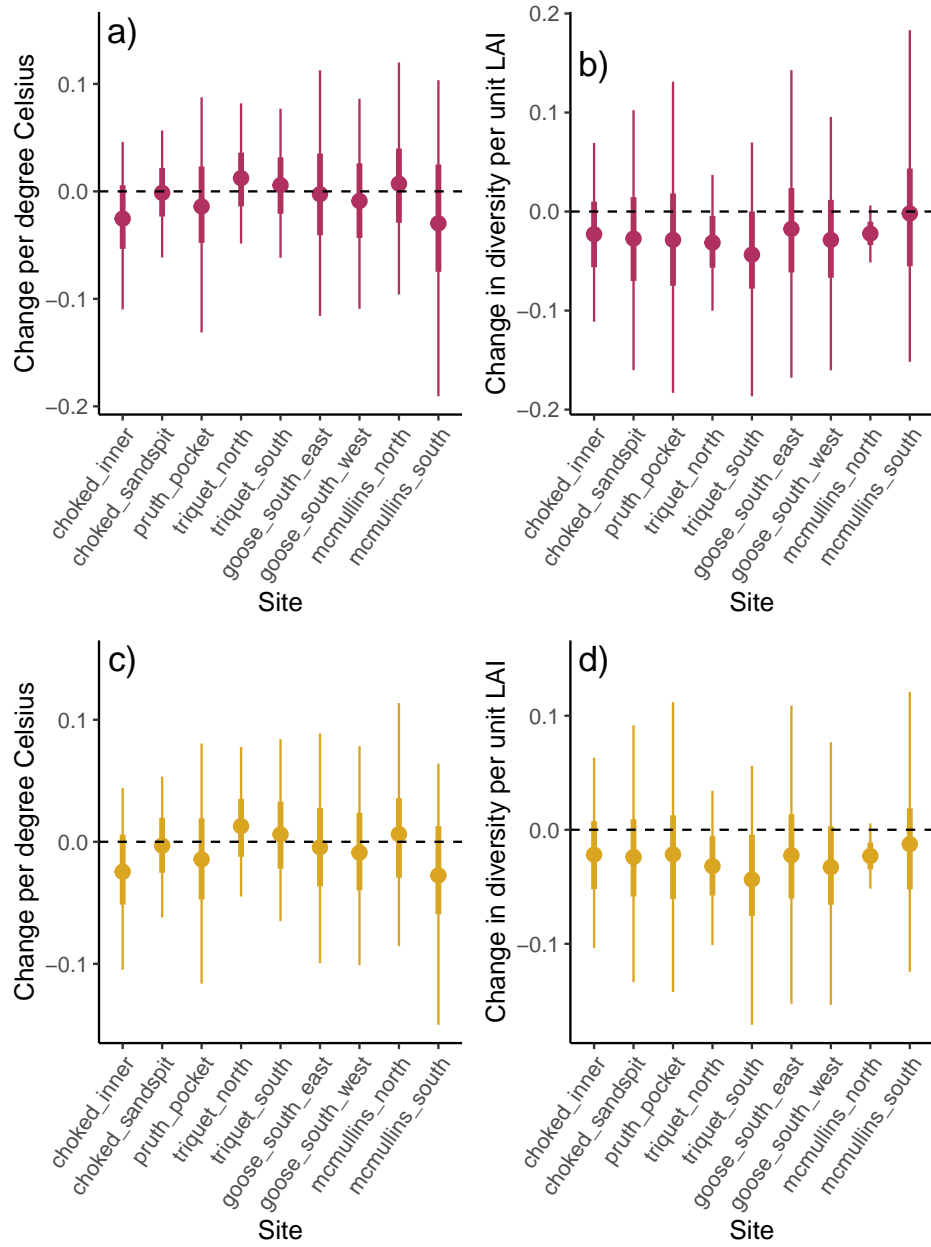 a)
Change per degree Celsius
0.1
0.0
−0.1
−0.2
choked_inner
choked_sandspit
pruth_pocket
triquet_north
triquet_south
goose_south_east
goose_south_west
mcmullins_north
mcmullins_south
Site
b)
Change in diversity per unit LAI
0.2
0.1
0.0
−0.1
−0.2
choked_inner
choked_sandspit
pruth_pocket
triquet_north
triquet_south
goose_south_east
goose_south_west
mcmullins_north
mcmullins_south
Site
c)
Change per degree Celsius
0.1
0.0
−0.1
choked_inner
choked_sandspit
pruth_pocket
triquet_north
triquet_south
goose_south_east
goose_south_west
mcmullins_north
mcmullins_south
Site
d)
Change in diversity per unit LAI
0.1
0.0
−0.1
choked_inner
choked_sandspit
pruth_pocket
triquet_north
triquet_south
goose_south_east
goose_south_west
mcmullins_north
mcmullins_south
Site